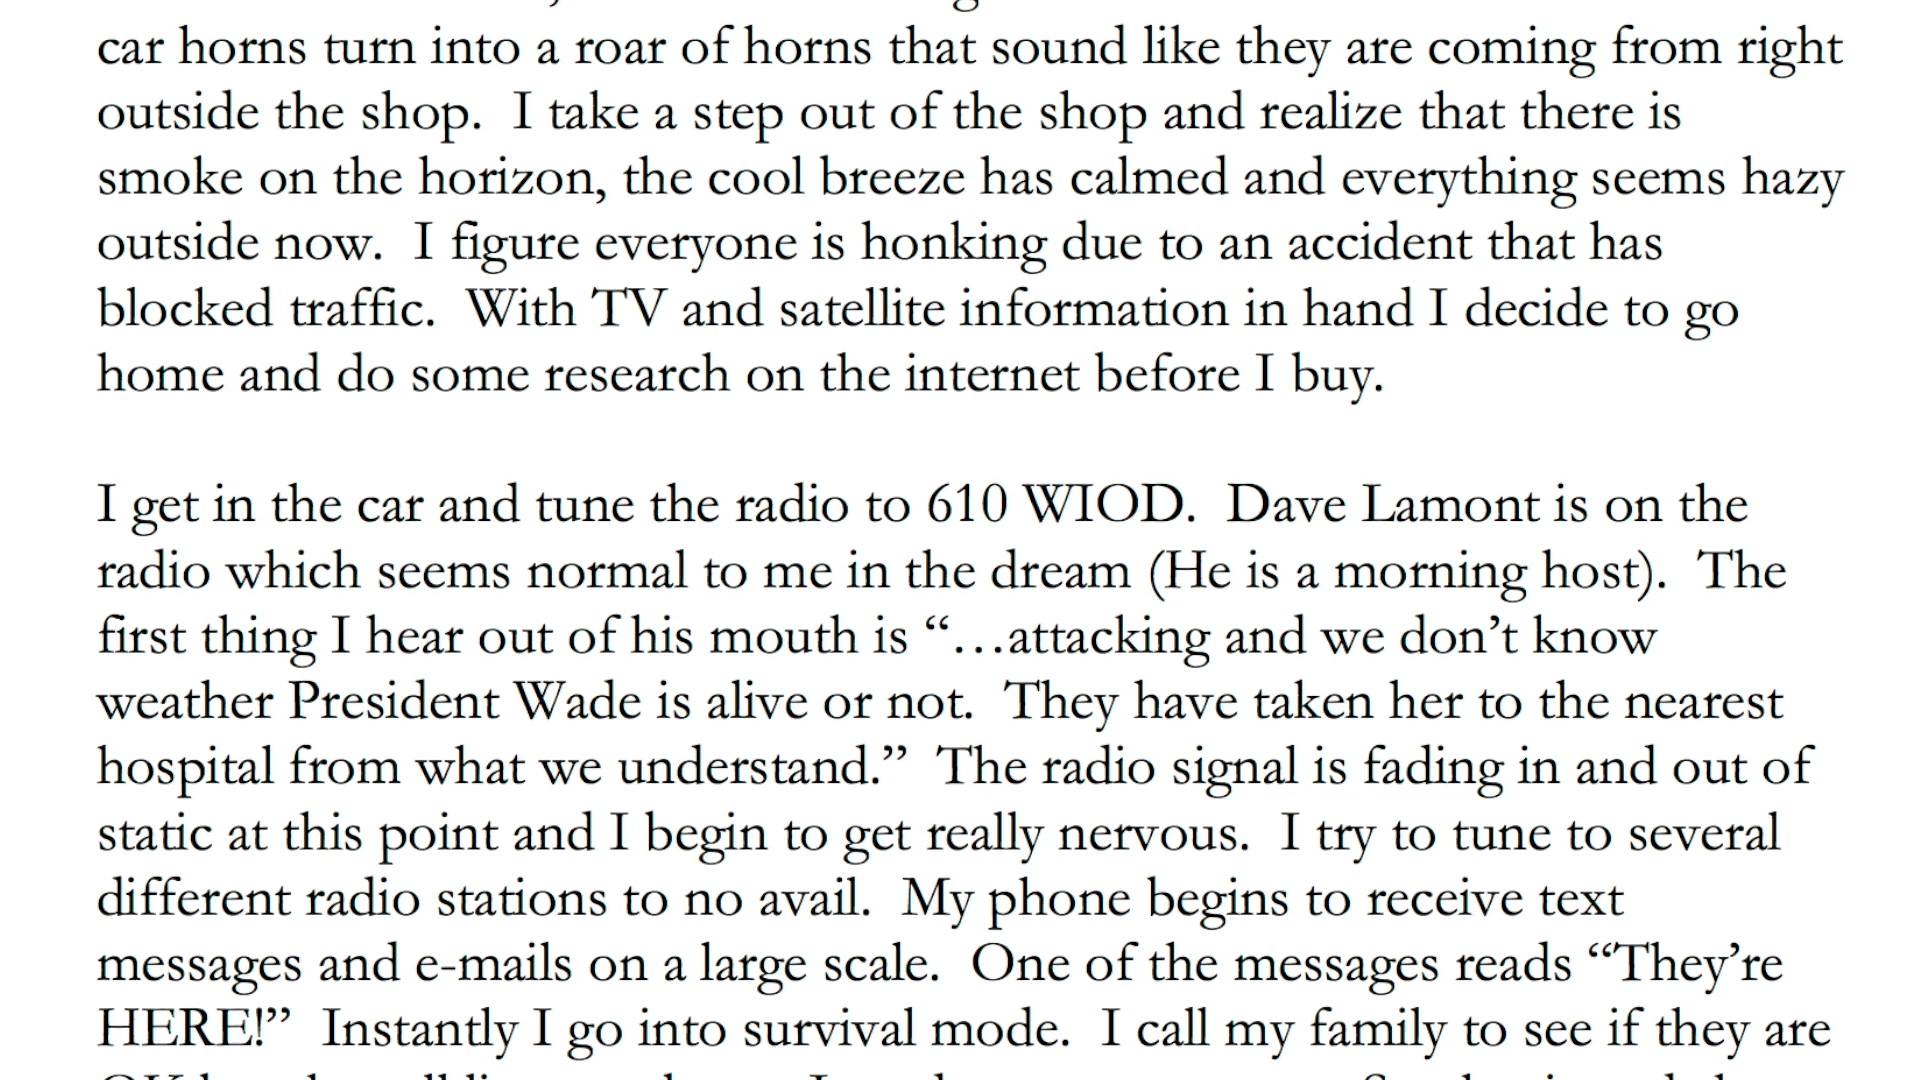 car horns turn into a roar of horns that sound like they are coming from right
outside the shop.  I take a step out of the shop and realize that there is
smoke on the horizon, the cool breeze has calmed and everything seems hazy
outside now.  I figure everyone is honking due to an accident that has
blocked traffic.  With TV and satellite information in hand I decide to go
home and do some research on the internet before I buy.
I get in the car and tune the radio to 610 WIOD.  Dave Lamont is on the
radio which seems normal to me in the dream (He is a morning host).  The
first thing I hear out of his mouth is “…attacking and we don’t know
weather President Wade is alive or not.  They have taken her to the nearest
hospital from what we understand.”  The radio signal is fading in and out of
static at this point and I begin to get really nervous.  I try to tune to several
different radio stations to no avail.  My phone begins to receive text
messages and e-mails on a large scale.  One of the messages reads “They’re
HERE!”  Instantly I go into survival mode.  I call my family to see if they are